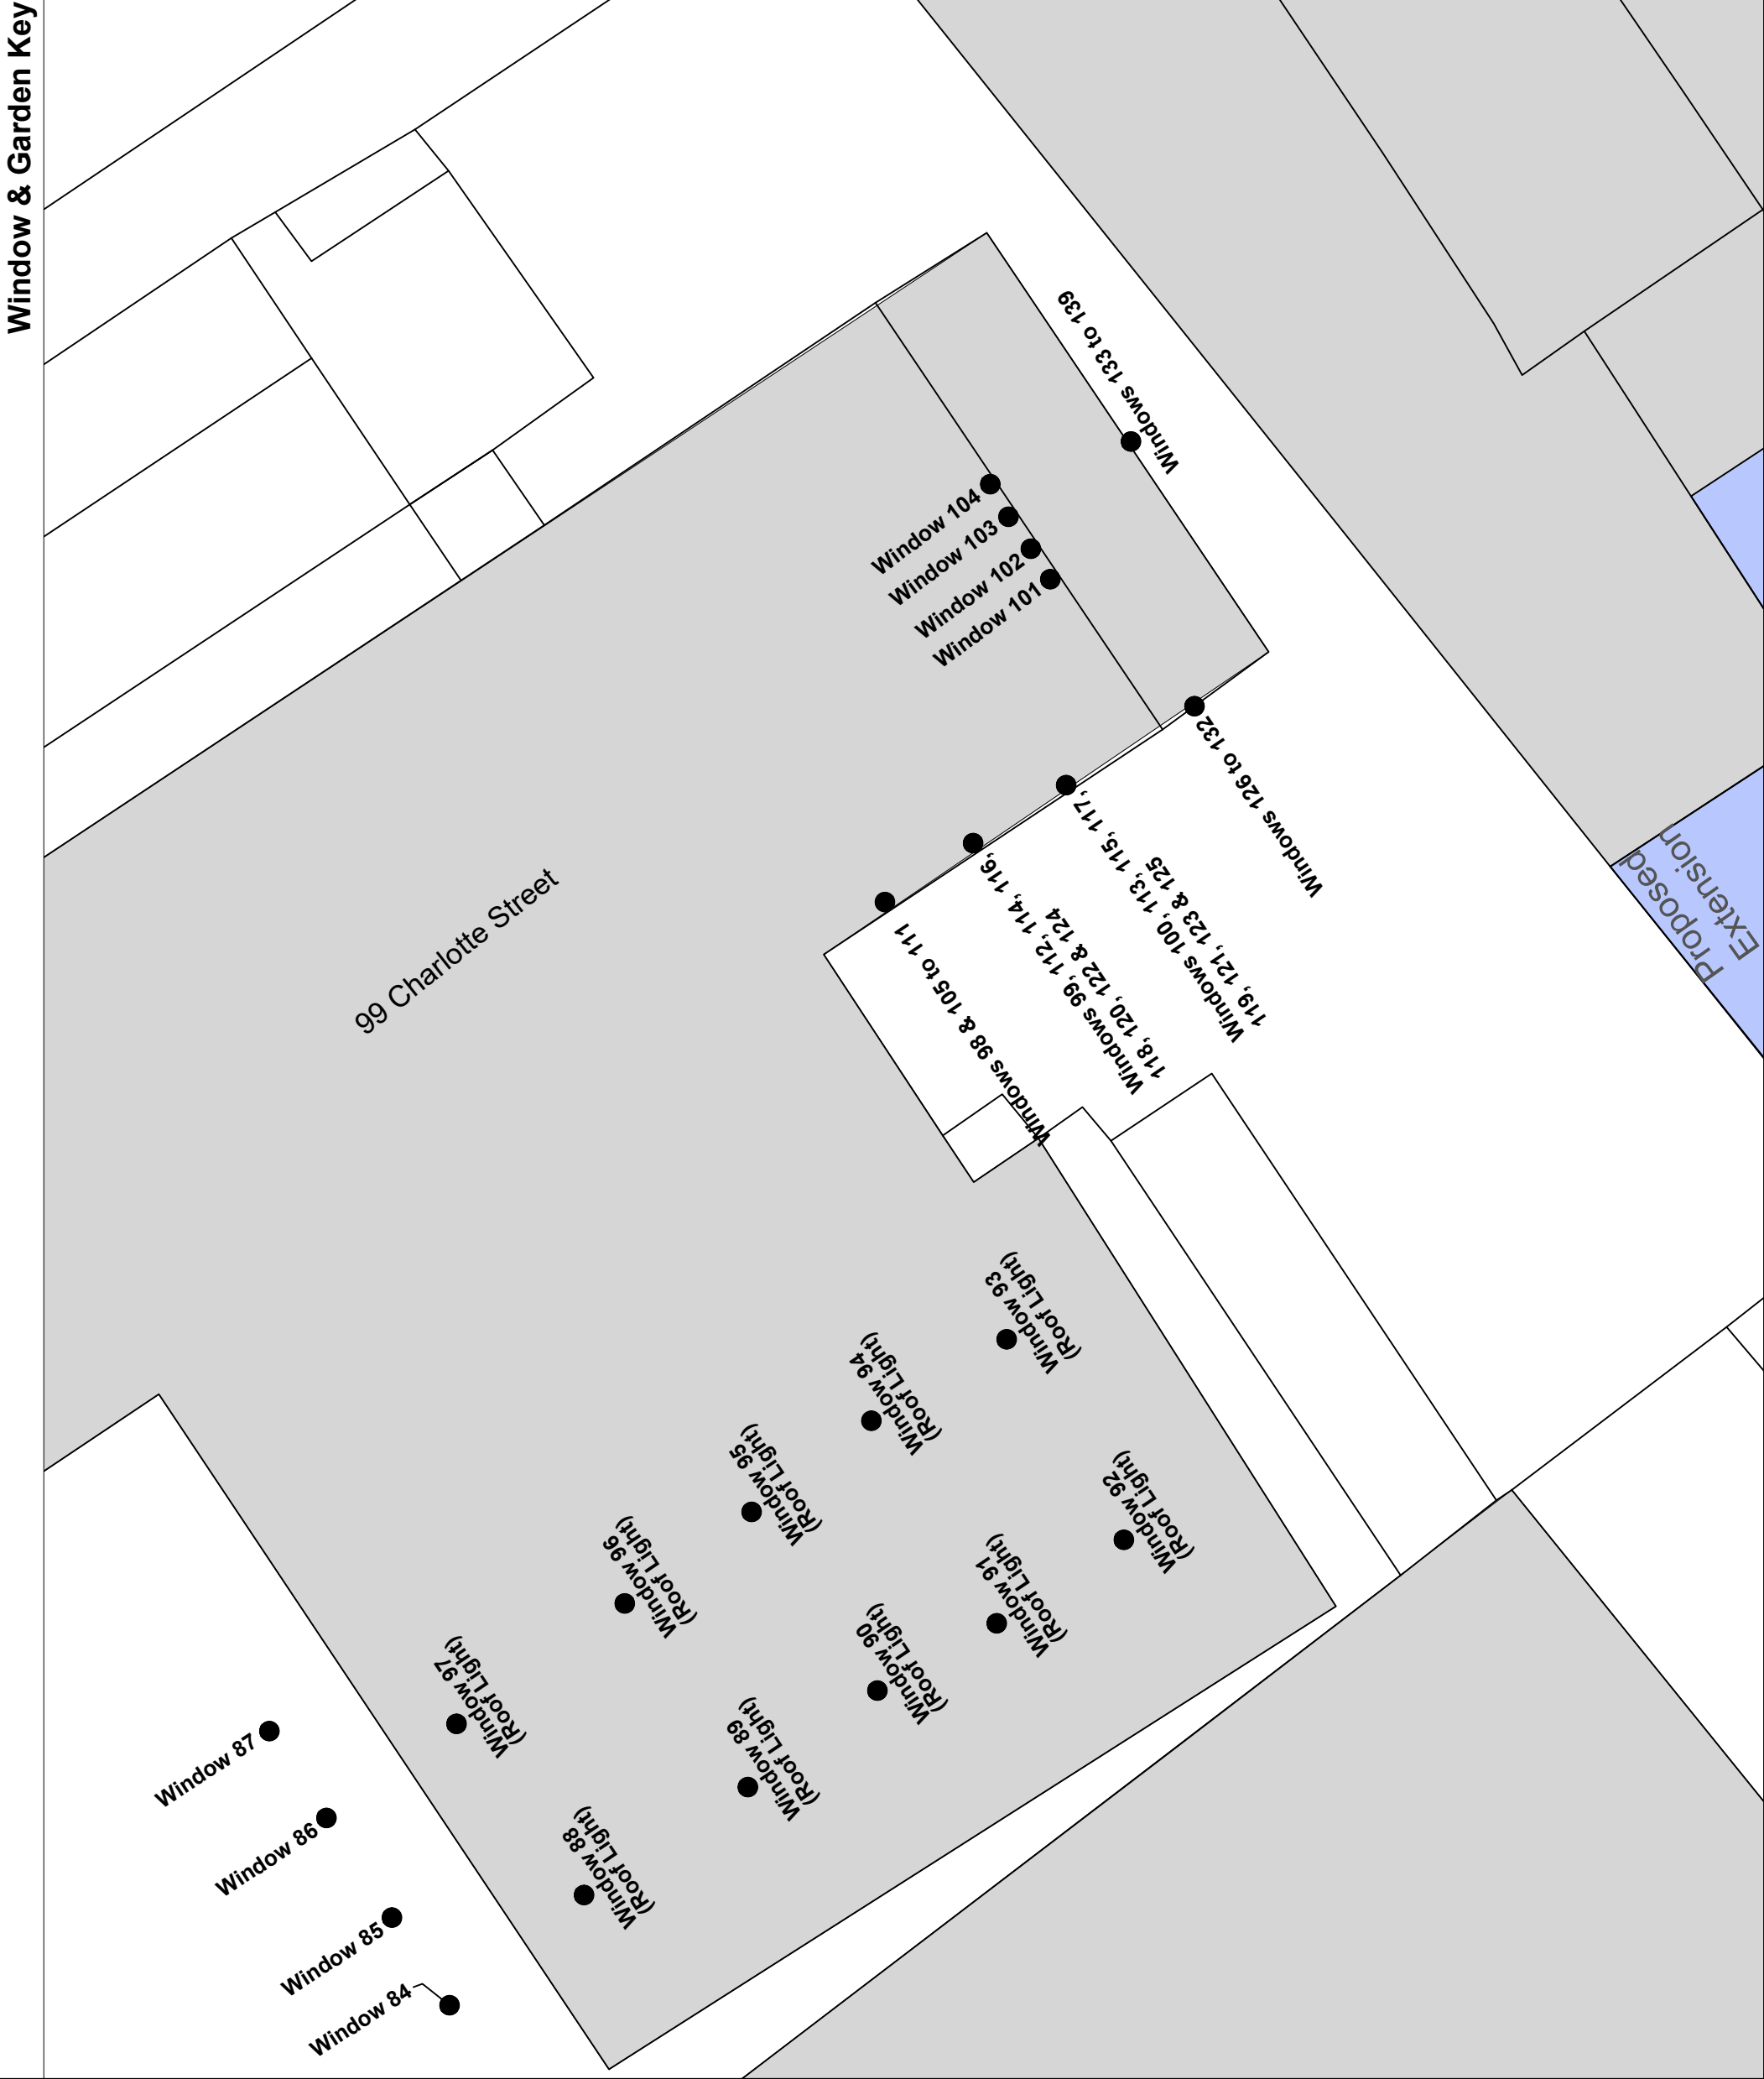 Window & Garden Key
Windows 133 to 139
Window 104
Window 103
Window 102
Window 101
Windows 126 to 132
Windows 100, 113, 115, 117,
119, 121, 123 & 125
Windows 99, 112, 114, 116,
118, 120, 122 & 124
Windows 98 & 105 to 111
Proposed
Extension
99 Charlotte Street
Window 93
(Roof Light)
Window 94
(Roof Light)
Window 95
(Roof Light)
Window 96
(Roof Light)
Window 97
(Roof Light)
Window 92
(Roof Light)
Window 91
(Roof Light)
Window 90
(Roof Light)
Window 89
(Roof Light)
Window 88
(Roof Light)
Window 87
Window 86
Window 85
Window 84